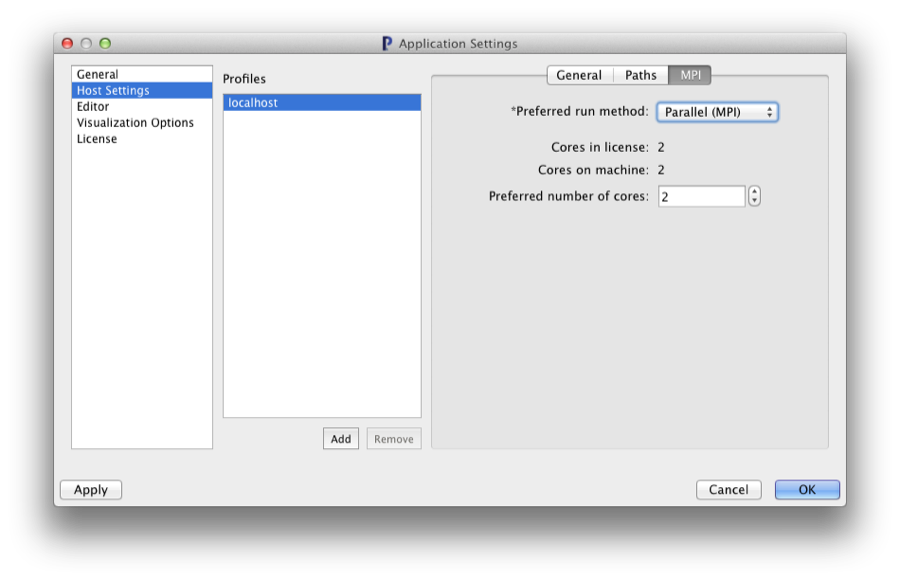 Application Settings
General
Host Settings
Editor
Visualization Options
License
Profiles
localhost
Add
Remove
General Paths MPI
*Preferred run method: Parallel (MPI)
Cores in license: 2
Cores on machine: 2
Preferred number of cores: 2
Apply
Cancel
OK